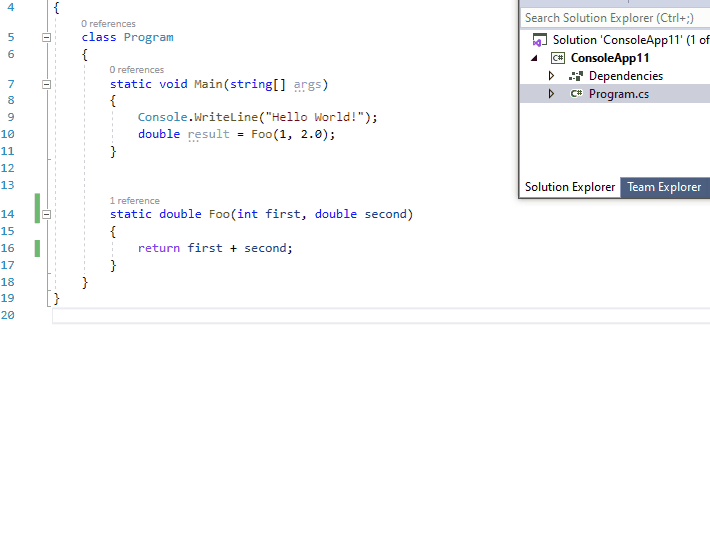 4 {
0 references
5 class Program
6 {
0 references
7 static void Main(string[] args)
8 {
9 Console.WriteLine("Hello World!");
10 double result = Foo(1, 2.0);
11 }
12
13
1 reference
14 static double Foo(int first, double second)
15 {
16 return first + second;
17 }
18 }
19 }
20
Search Solution Explorer (Ctrl+;)
Solution 'ConsoleApp11' (1 of
C# ConsoleApp11
Dependencies
C# Program.cs
Solution Explorer Team Explorer